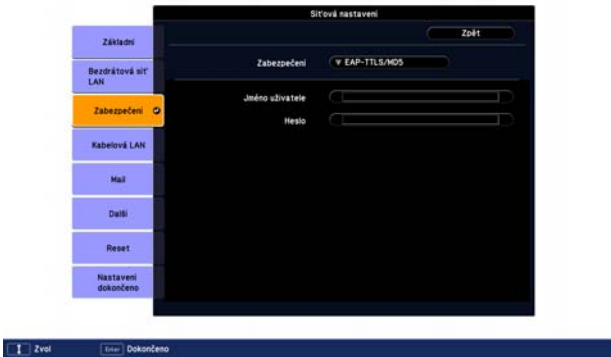 Síťová nastavení
Zpět
Základní
Zabezpečení
EAP-TTLS/MD5
Bezdrátová síť
LAN
Jméno uživatele
Zabezpečení
Heslo
Kabelová LAN
Mail
Další
Reset
Nastavení
dokončeno
Zvol
Enter Dokončeno